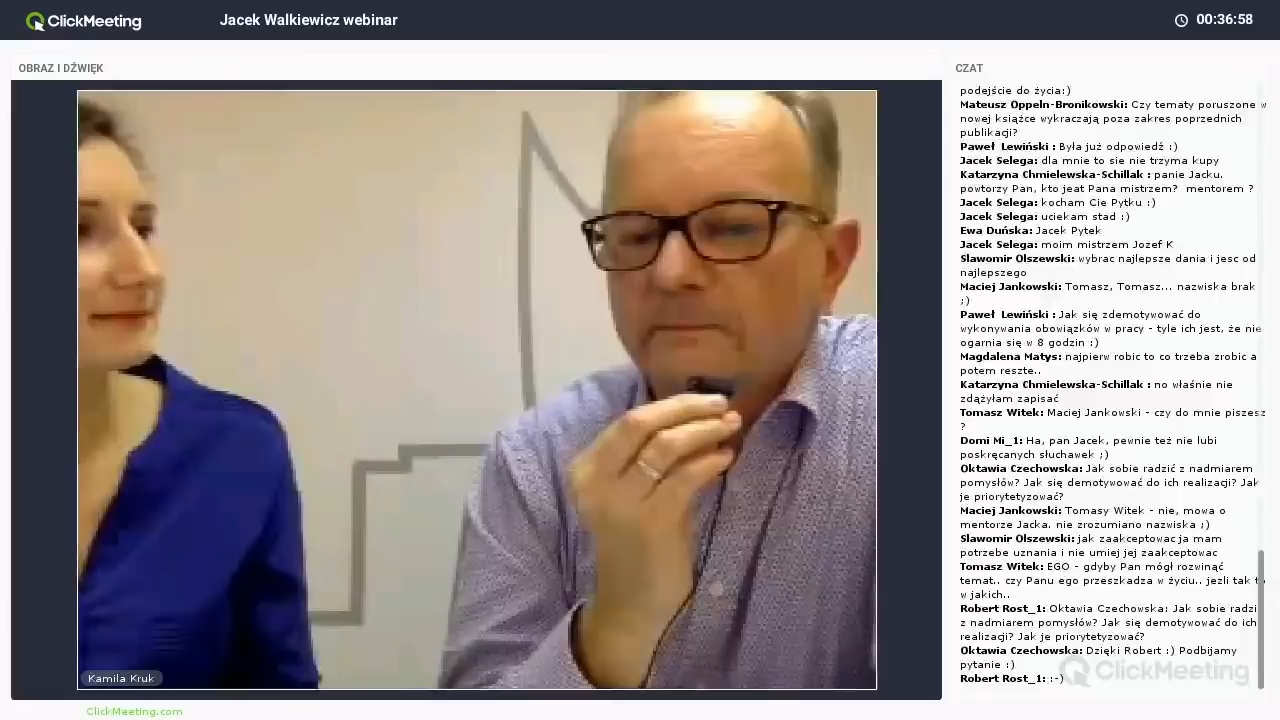 ClickMeeting
Jacek Walkiewicz webinar
00:36:58
OBRAZ I DŹWIĘK
Kamila Kruk
ClickMeeting.com
CZAT
podejście do życia:)
Mateusz Oppeln-Bronikowski: Czy tematy poruszone w
nowej książce wykraczają poza zakres poprzednich
publikacji?
Paweł Lewiński : Była już odpowiedź :)
Jacek Selega: dla mnie to sie nie trzyma kupy
Katarzyna Chmielewska-Schillak : panie Jacku.
powtorzy Pan, kto jeat Pana mistrzem? mentorem ?
Jacek Selega: kocham Cie Pytku :)
Jacek Selega: uciekam stad :)
Ewa Duńska: Jacek Pytek
Jacek Selega: moim mistrzem Jozef K
Slawomir Olszewski: wybrac najlepsze dania i jesc od
najlepszego
Maciej Jankowski: Tomasz, Tomasz... nazwiska brak
;)
Paweł Lewiński : Jak się zdemotywować do
wykonywania obowiązków w pracy - tyle ich jest, że nie
ogarnia się w 8 godzin :)
Magdalena Matys: najpierw robic to co trzeba zrobic a
potem reszte..
Katarzyna Chmielewska-Schillak : no właśnie nie
zdążyłam zapisać
Tomasz Witek: Maciej Jankowski - czy do mnie piszesz
?
Domi Mi_1: Ha, pan Jacek, pewnie też nie lubi
poskręcanych słuchawek ;)
Oktawia Czechowska: Jak sobie radzić z nadmiarem
pomysłów? Jak się demotywować do ich realizacji? Jak
je priorytetyzować?
Maciej Jankowski: Tomasy Witek - nie, mowa o
mentorze Jacka. nie zrozumiano nazwiska ;)
Slawomir Olszewski: jak zaakceptowac ja mam
potrzebe uznania i nie umiej jej zaakceptowac
Tomasz Witek: EGO - gdyby Pan mógł rozwinąć
temat.. czy Panu ego przeszkadza w życiu.. jezli tak to
w jakich..
Robert Rost_1: Oktawia Czechowska: Jak sobie radzi
z nadmiarem pomysłów? Jak się demotywować do ich
realizacji? Jak je priorytetyzować?
Oktawia Czechowska: Dzięki Robert :) Podbijamy
pytanie :)
Robert Rost_1: :-)
ClickMeeting